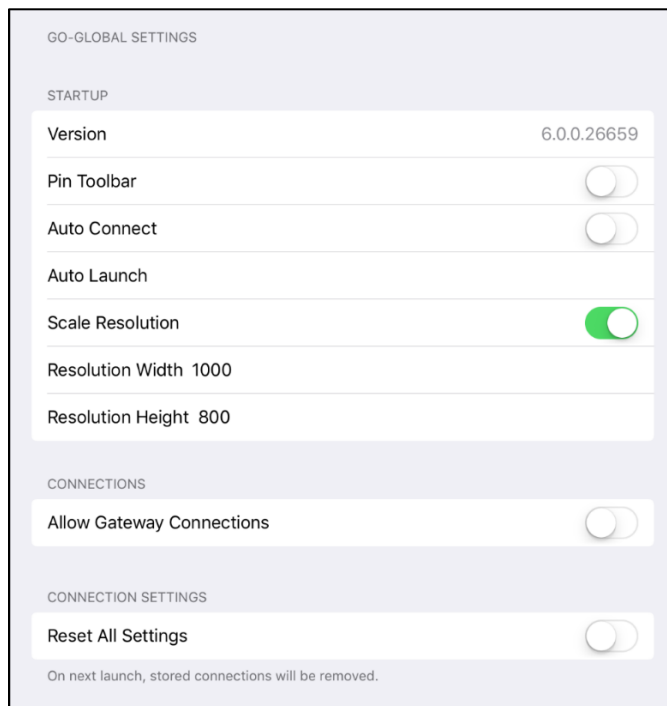 GO-GLOBAL SETTINGS
STARTUP
Version 6.0.0.26659
Pin Toolbar
Auto Connect
Auto Launch
Scale Resolution
Resolution Width 1000
Resolution Height 800
CONNECTIONS
Allow Gateway Connections
CONNECTION SETTINGS
Reset All Settings
On next launch, stored connections will be removed.